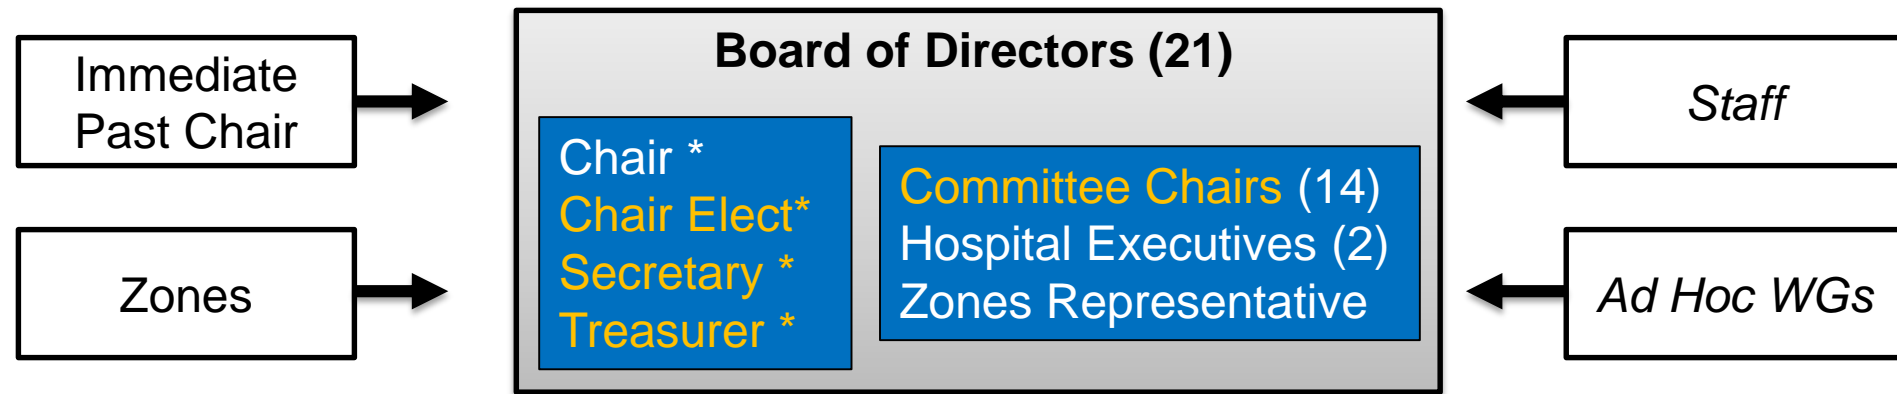 Immediate
Past Chair
Zones
Board of Directors (21)
Chair *
Chair Elect*
Secretary *
Treasurer *
Committee Chairs (14)
Hospital Executives (2)
Zones Representative
Staff
Ad Hoc WGs